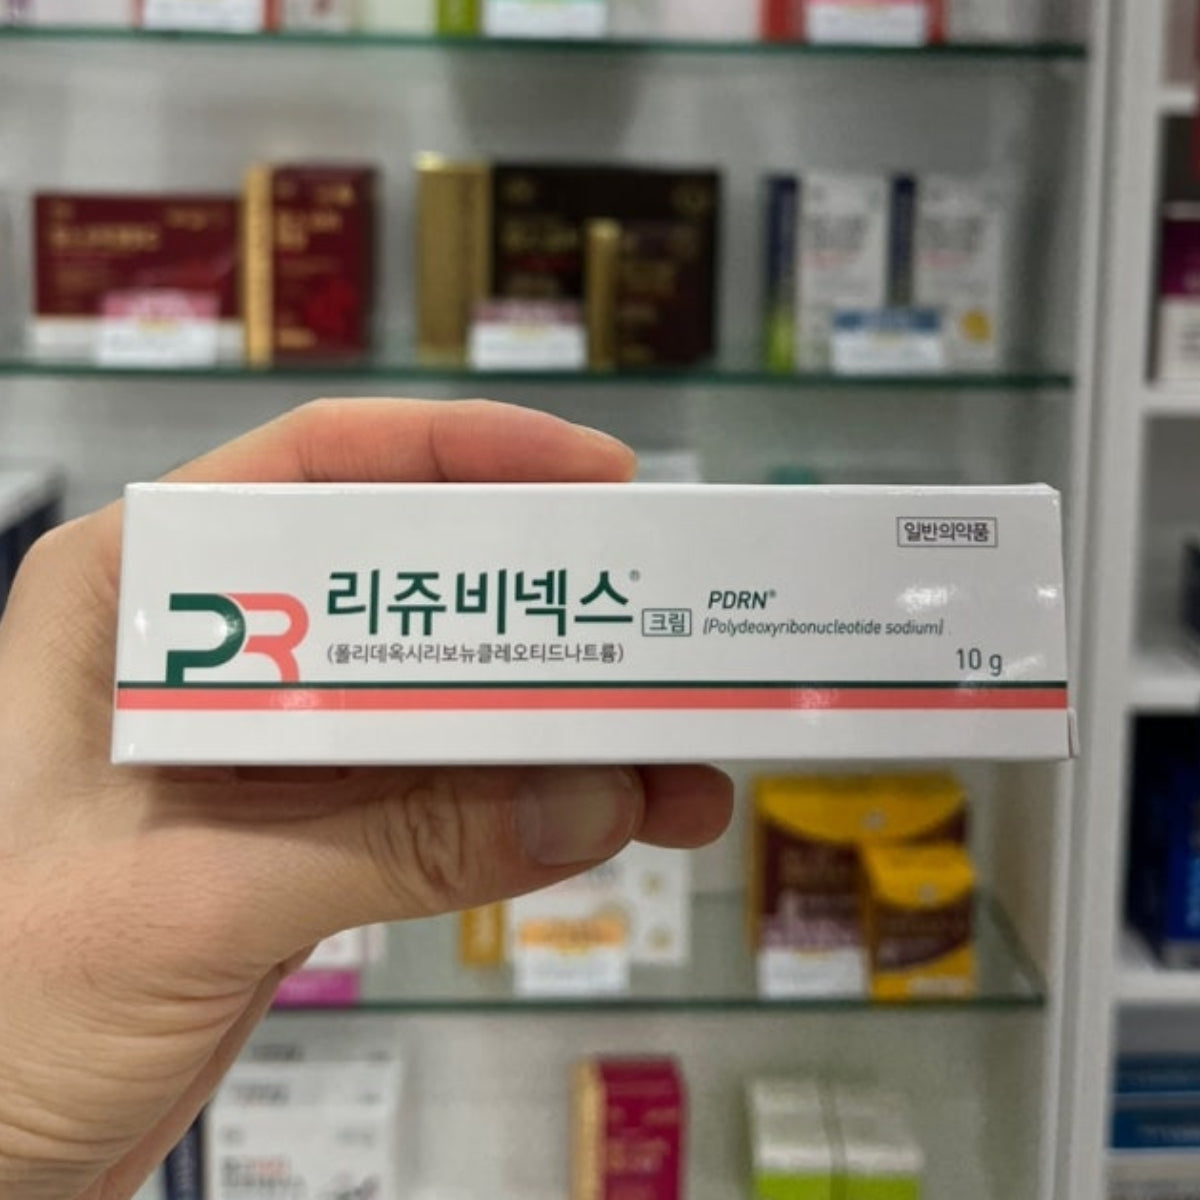 일반의약품
PR
리쥬비넥스® 크림
(폴리데옥시리보뉴클레오티드나트륨)
PDRN®
(Polydeoxyribonucleotide sodium)
10 g